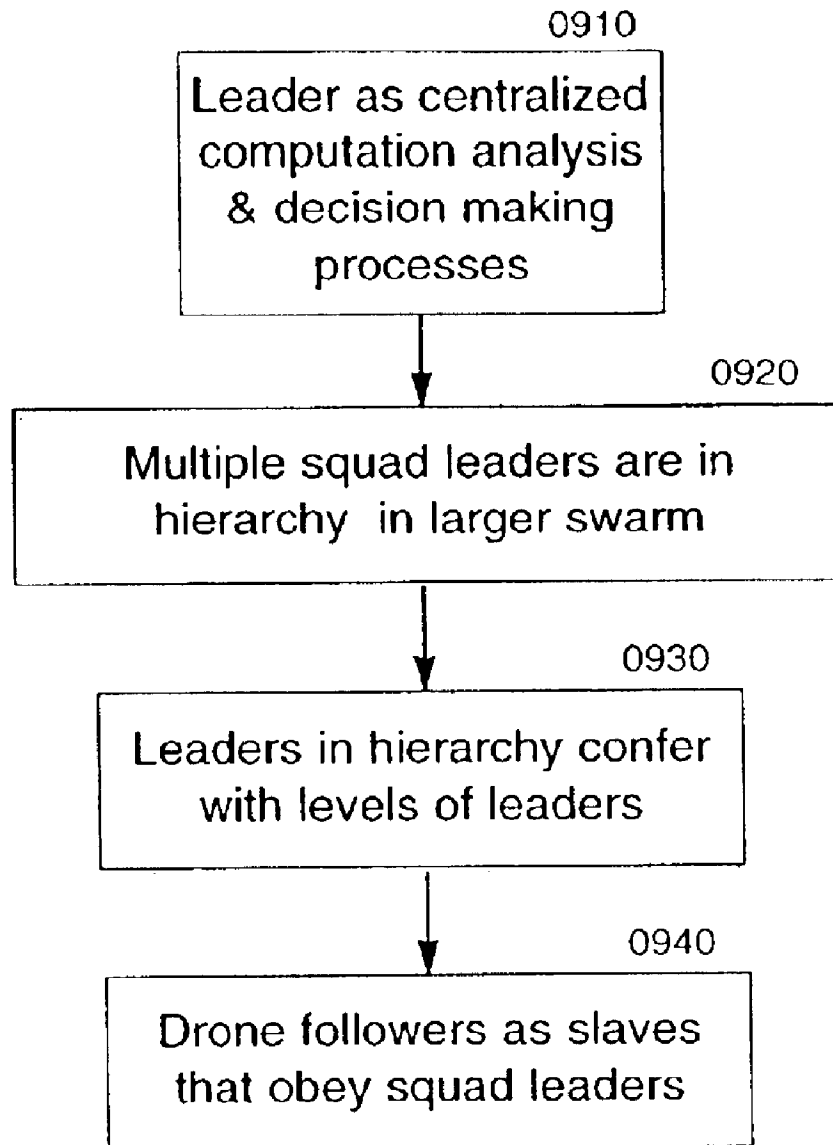 0910
Leader as centralized
computation analysis
& decision making
processes
0920
Multiple squad leaders are in
hierarchy in larger swarm
0930
Leaders in hierarchy confer
with levels of leaders
0940
Drone followers as slaves
that obey squad leaders